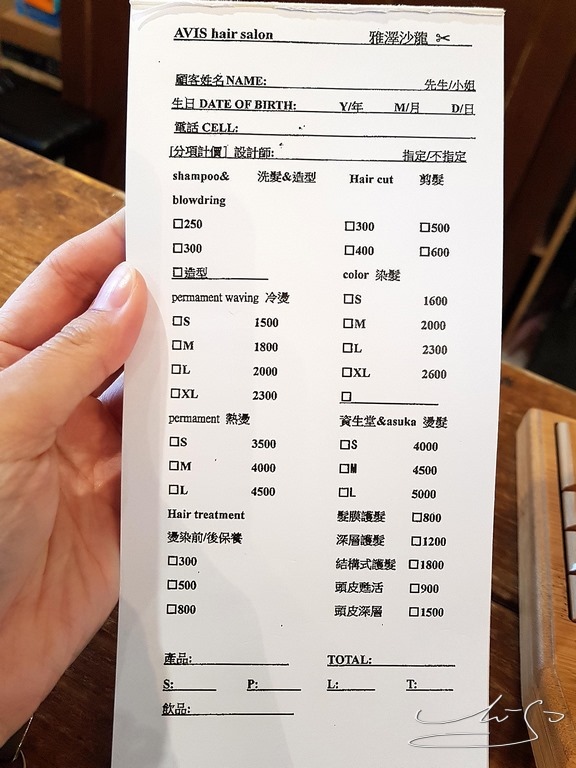 AVIS hair salon 雅澤沙龍 ✂
顧客姓名NAME: 先生/小姐
生日 DATE OF BIRTH: Y/年 M/月 D/日
電話 CELL:
[分項計價] 設計師: 指定/不指定
shampoo& 洗髮&造型 Hair cut 剪髮
blowdring
□250 □300 □500
□300 □400 □600
□造型 color 染髮
permament waving 冷燙 □S 1600
□S 1500 □M 2000
□M 1800 □L 2300
□L 2000 □XL 2600
□XL 2300 □
permament 熱燙 資生堂&asuka 燙髮
□S 3500 □S 4000
□M 4000 □M 4500
□L 4500 □L 5000
Hair treatment 髮膜護髮 □800
燙染前/後保養 深層護髮 □1200
□300 結構式護髮 □1800
□500 頭皮甦活 □900
□800 頭皮深層 □1500
產品: TOTAL:
S: P: L: T:
飲品: